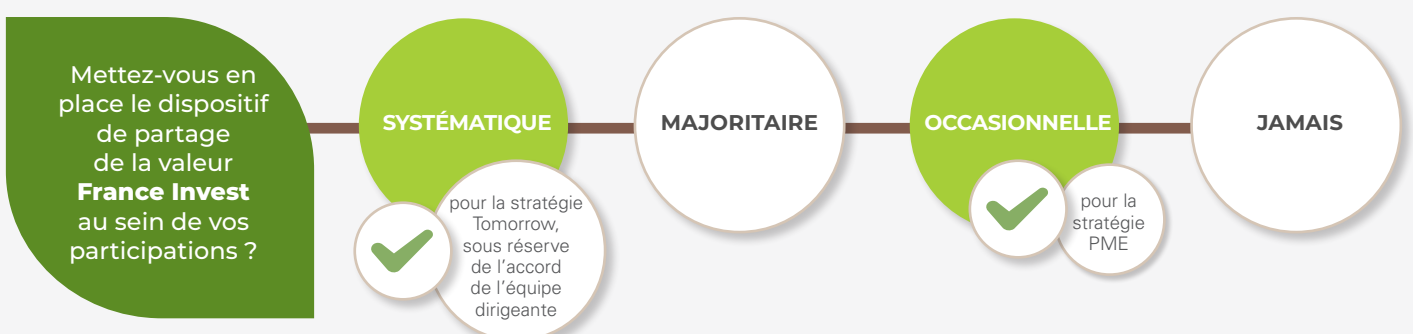 Mettez-vous en
place le dispositif
de partage
de la valeur
France Invest
au sein de vos
participations ?
SYSTÉMATIQUE
pour la stratégie
Tomorrow,
sous réserve
de l’accord
de l’équipe
dirigeante
MAJORITAIRE
OCCASIONNELLE
pour la
stratégie
PME
JAMAIS